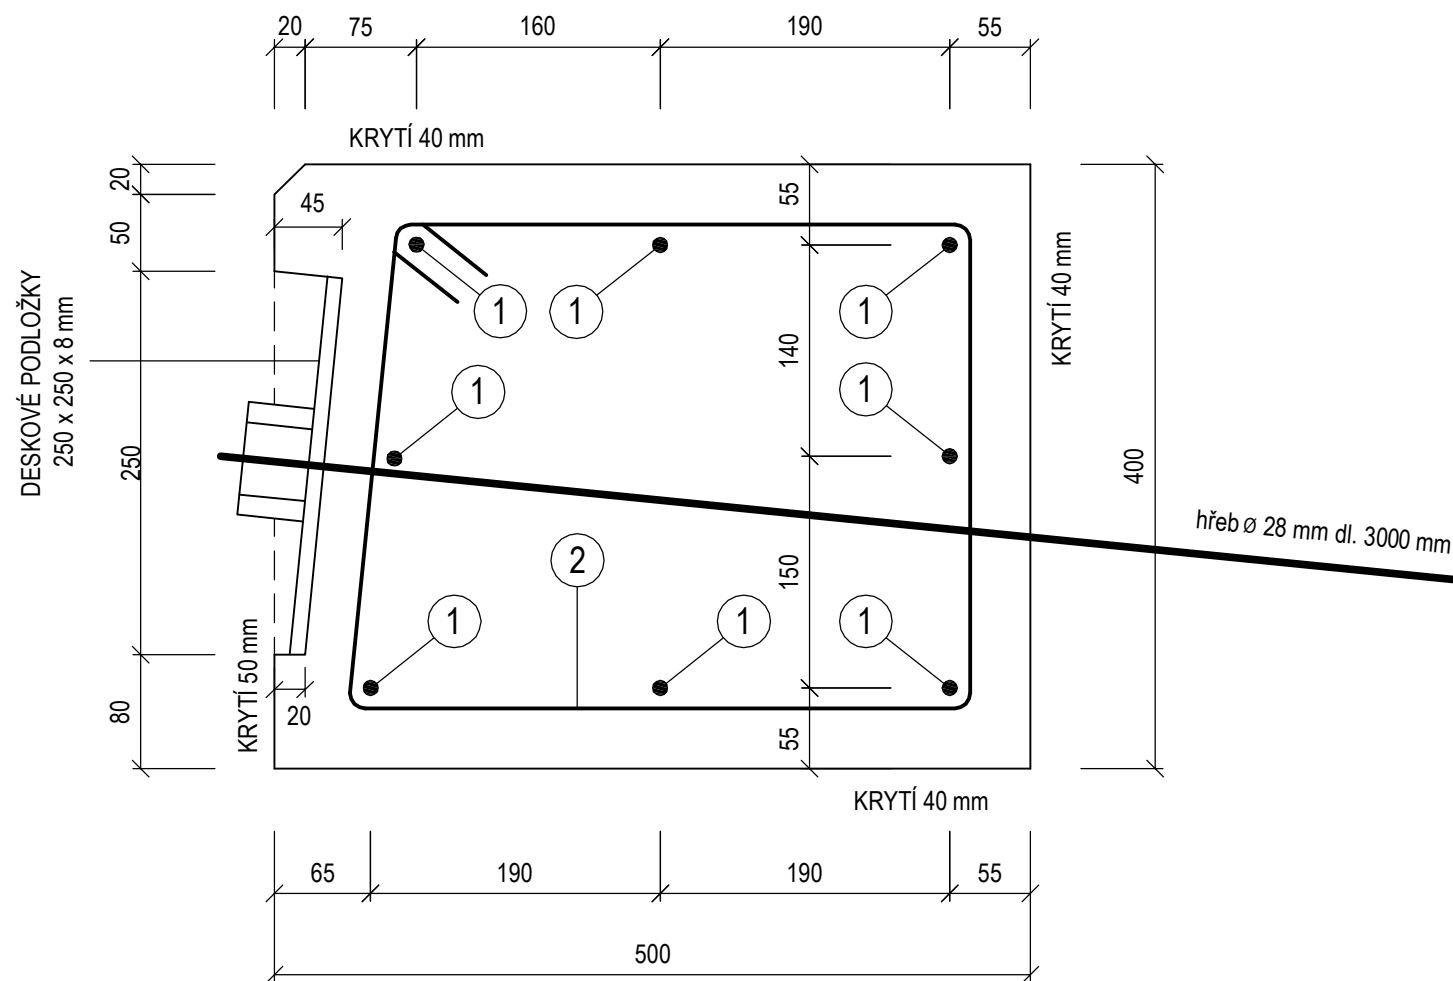 20 75 160 190 55
KRYTÍ 40 mm
20
50
250
80
DESKOVÉ PODLOŽKY
250 x 250 x 8 mm
45
55
140
150
55
1 1 1
1 1
2
1 1 1
KRYTÍ 40 mm
400
hřeb ø 28 mm dl. 3000 mm
KRYTÍ 50 mm
20
KRYTÍ 40 mm
65 190 190 55
500